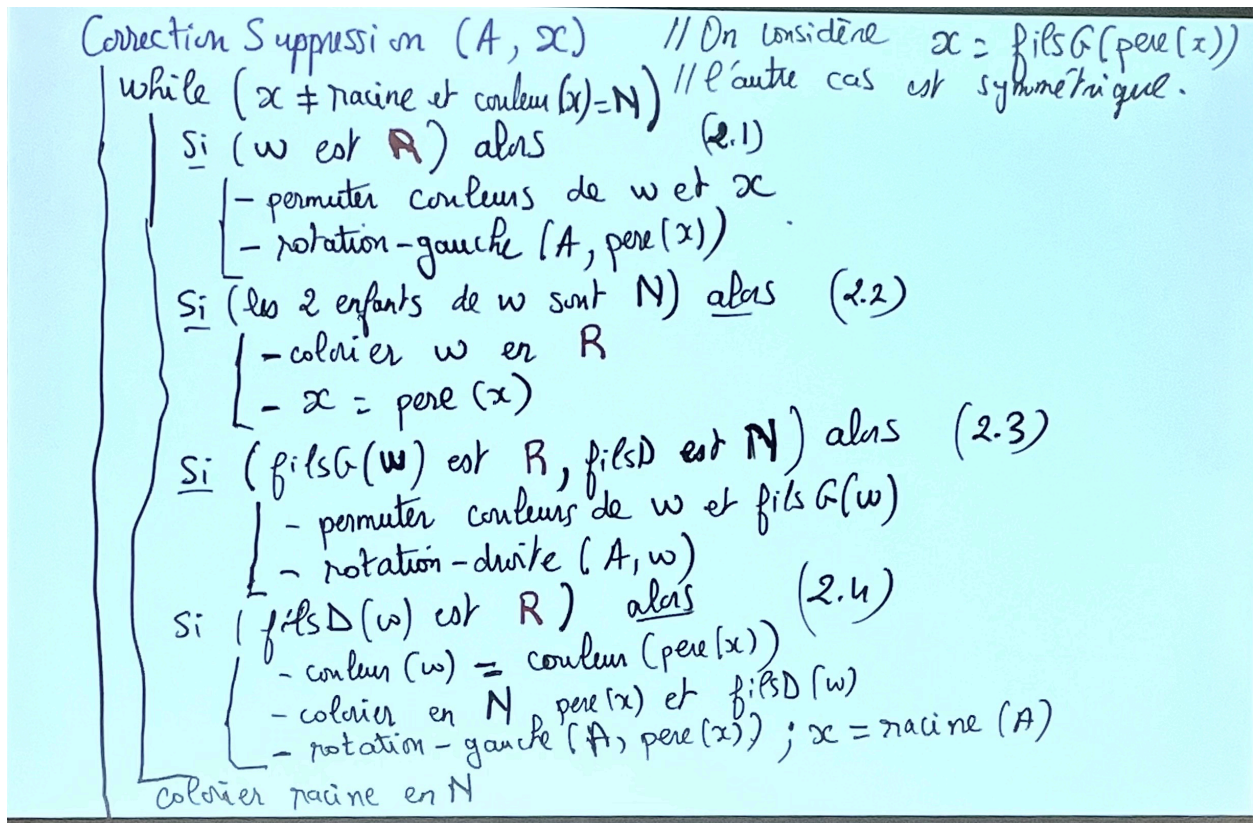 Correction Suppression (A, x) // On considère x = filsG(pere(x))
while (x ≠ racine et couleur(x)=N) // l'autre cas est symmétrique.
Si (w est R) alors (2.1)
- permuter couleurs de w et x
- rotation-gauche (A, pere(x))
Si (les 2 enfants de w sont N) alors (2.2)
- colorier w en R
- x = pere (x)
Si (filsG(w) est R, filsD est N) alors (2.3)
- permuter couleurs de w et fils G(w)
- rotation-droite (A, w)
Si (filsD(w) est R) alors (2.4)
- couleur (w) = couleur (pere(x))
- colorier en N pere(x) et filsD(w)
- rotation-gauche (A, pere(x)) ; x = racine (A)
colorier racine en N